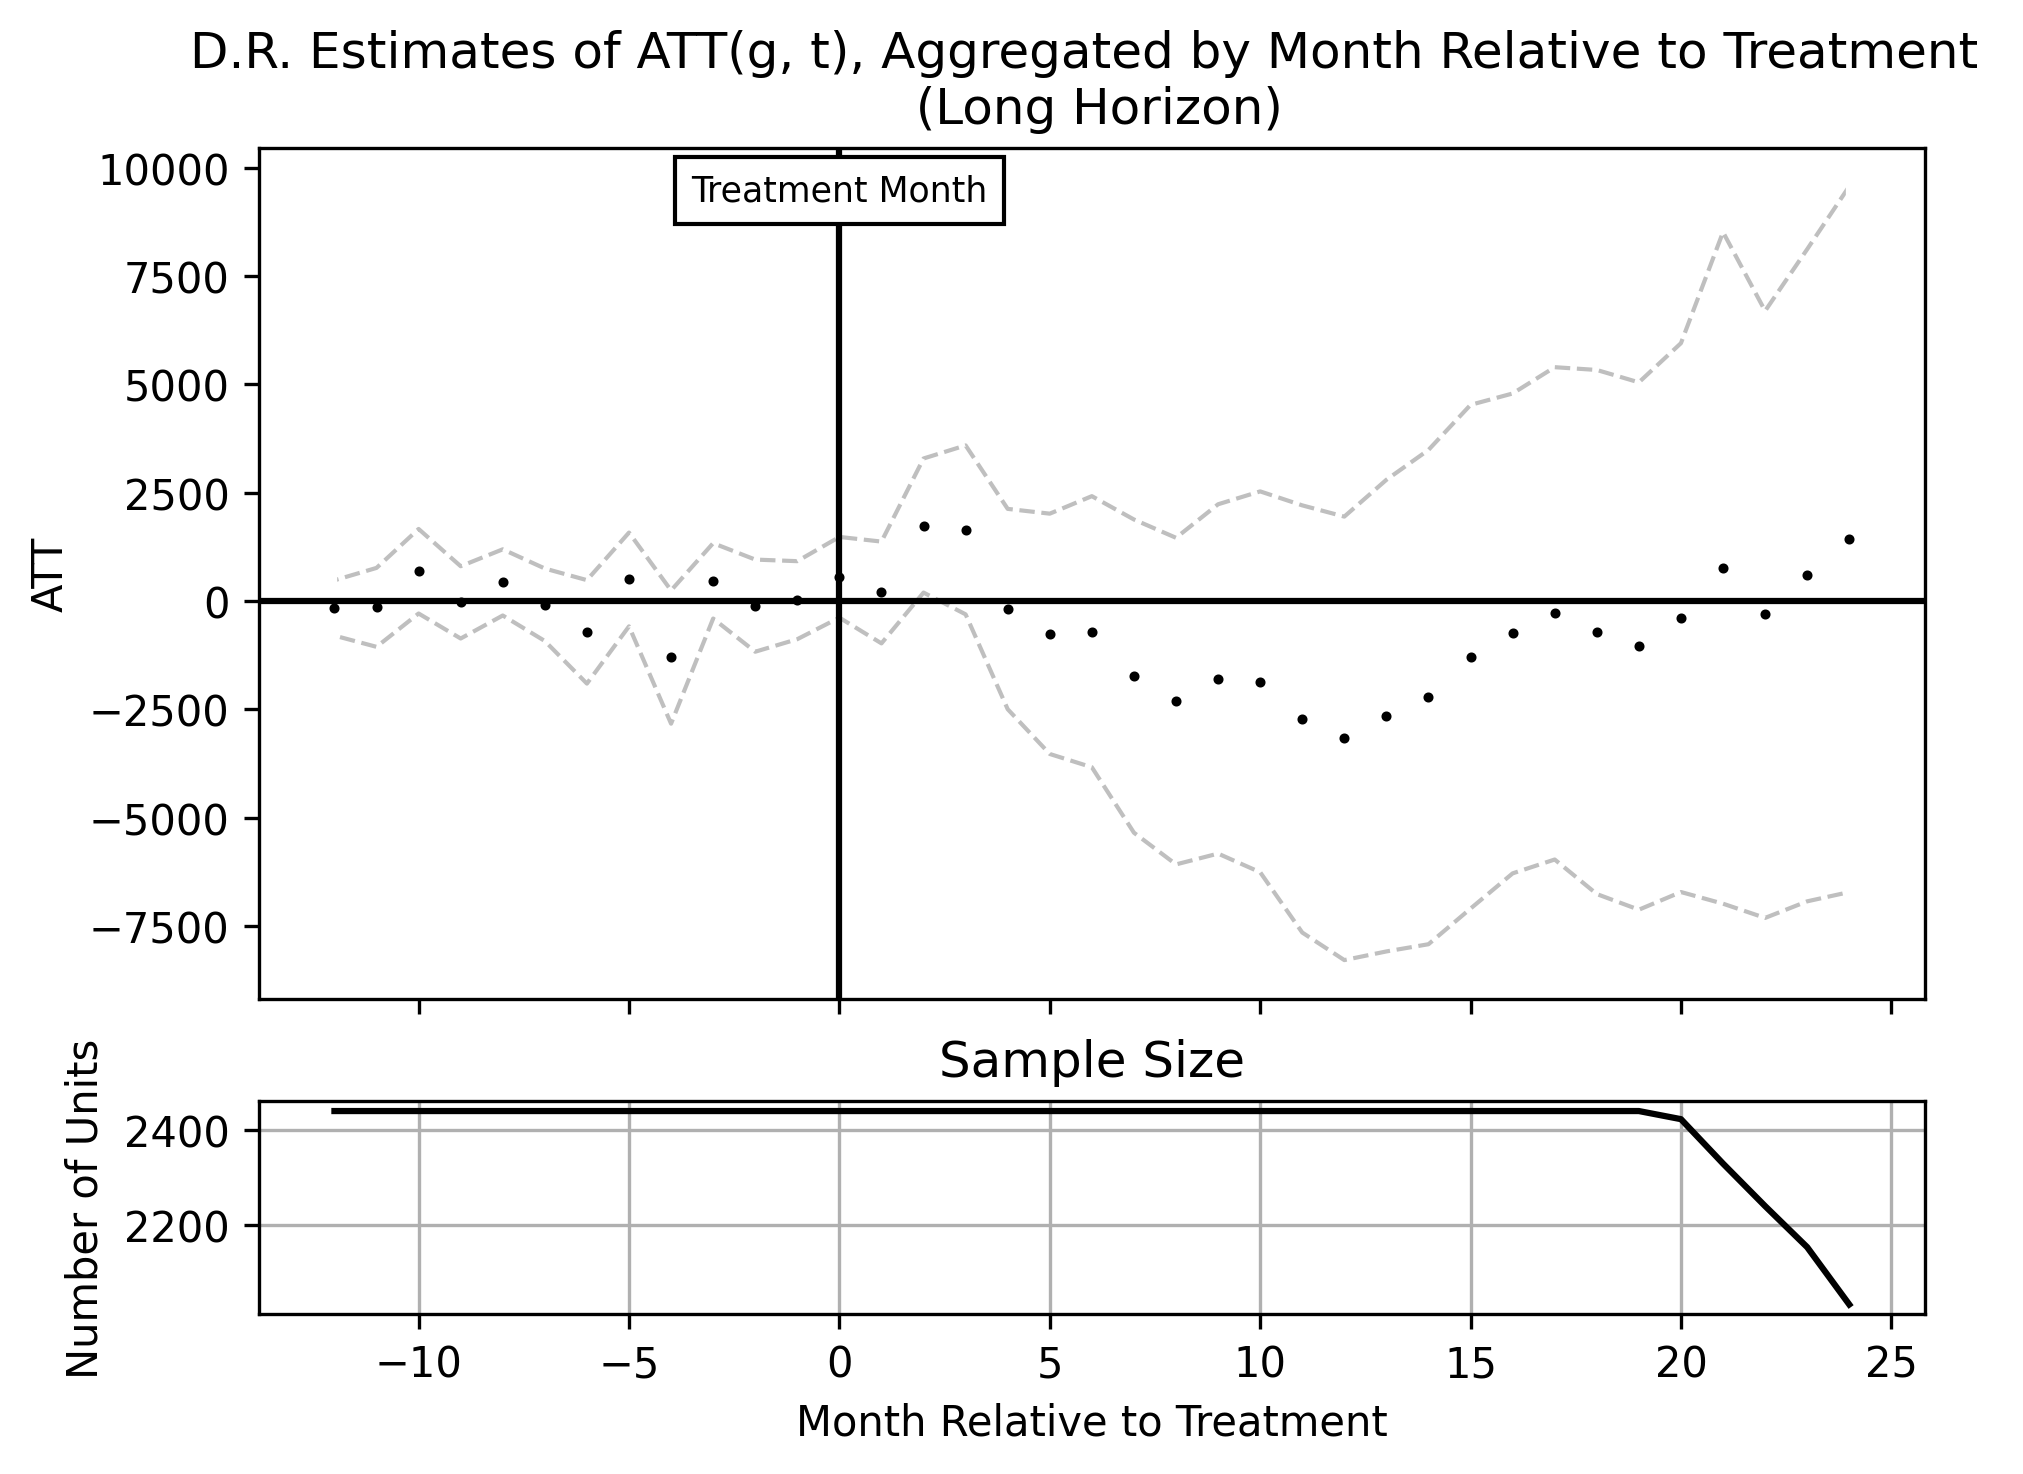 D.R. Estimates of ATT(g, t), Aggregated by Month Relative to Treatment
(Long Horizon)
Treatment Month
ATT
10000
7500
5000
2500
0
−2500
−5000
−7500
Sample Size
Number of Units
2400
2200
−10 −5 0 5 10 15 20 25
Month Relative to Treatment